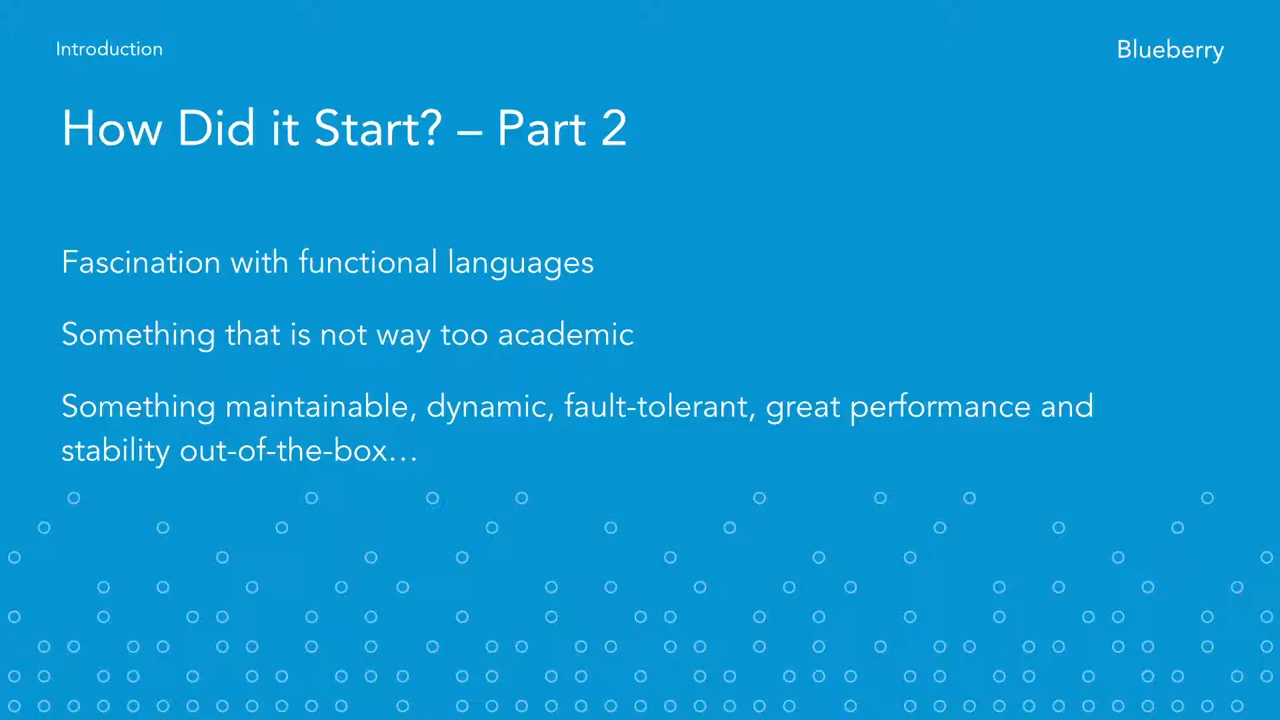 Introduction
Blueberry
How Did it Start? – Part 2
Fascination with functional languages
Something that is not way too academic
Something maintainable, dynamic, fault-tolerant, great performance and
stability out-of-the-box…